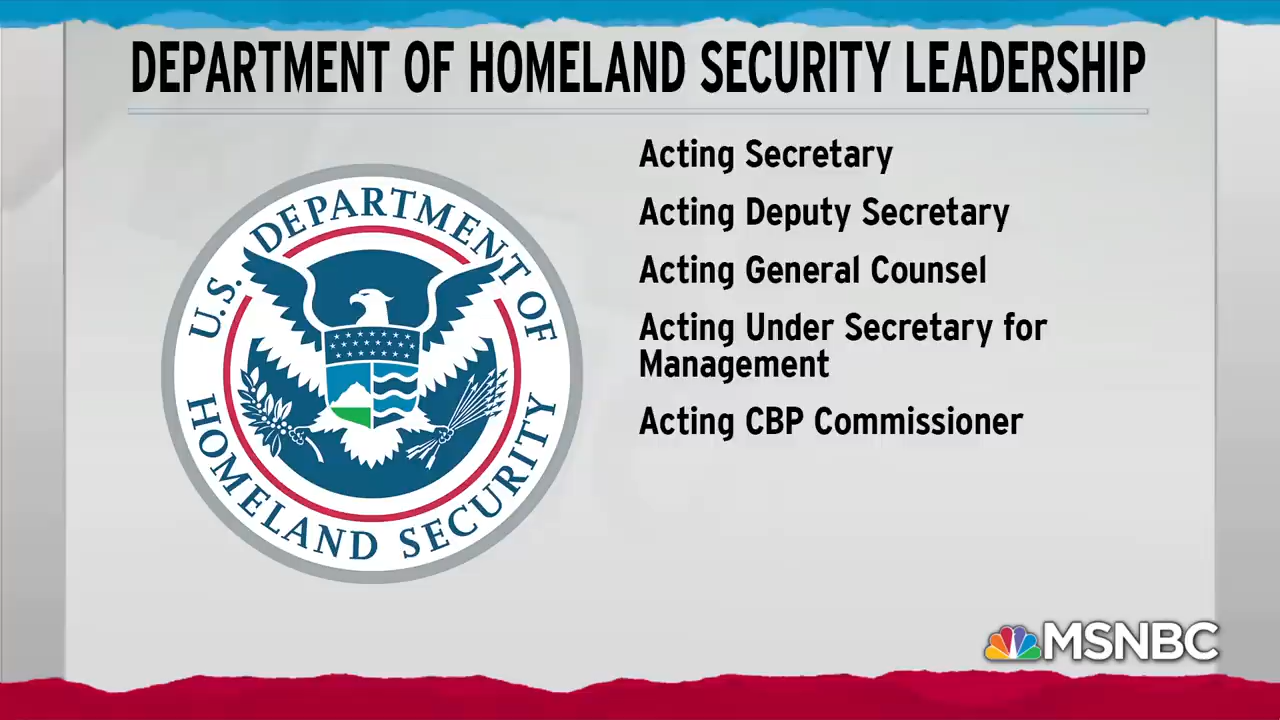 DEPARTMENT OF HOMELAND SECURITY LEADERSHIP
U.S. DEPARTMENT OF
HOMELAND SECURITY
Acting Secretary
Acting Deputy Secretary
Acting General Counsel
Acting Under Secretary for
Management
Acting CBP Commissioner
MSNBC